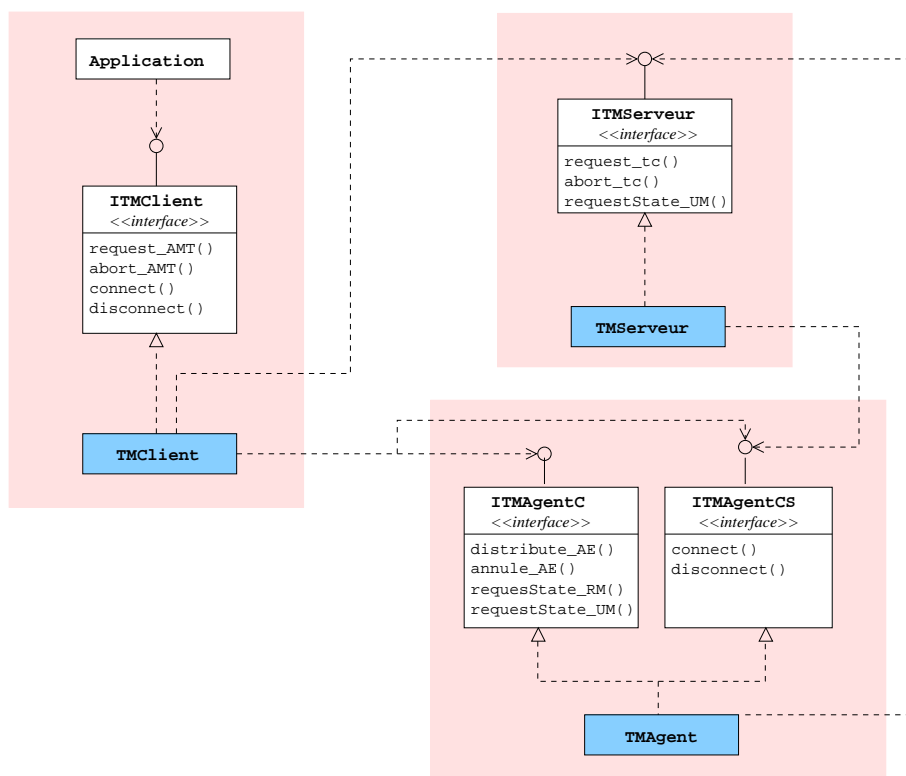 Application
ITMClient
<<interface>>
request_AMT()
abort_AMT()
connect()
disconnect()
TMClient
ITMServeur
<<interface>>
request_tc()
abort_tc()
requestState_UM()
TMServeur
ITMAgentC
<<interface>>
distribute_AE()
annule_AE()
requesState_RM()
requestState_UM()
ITMAgentCS
<<interface>>
connect()
disconnect()
TMAgent